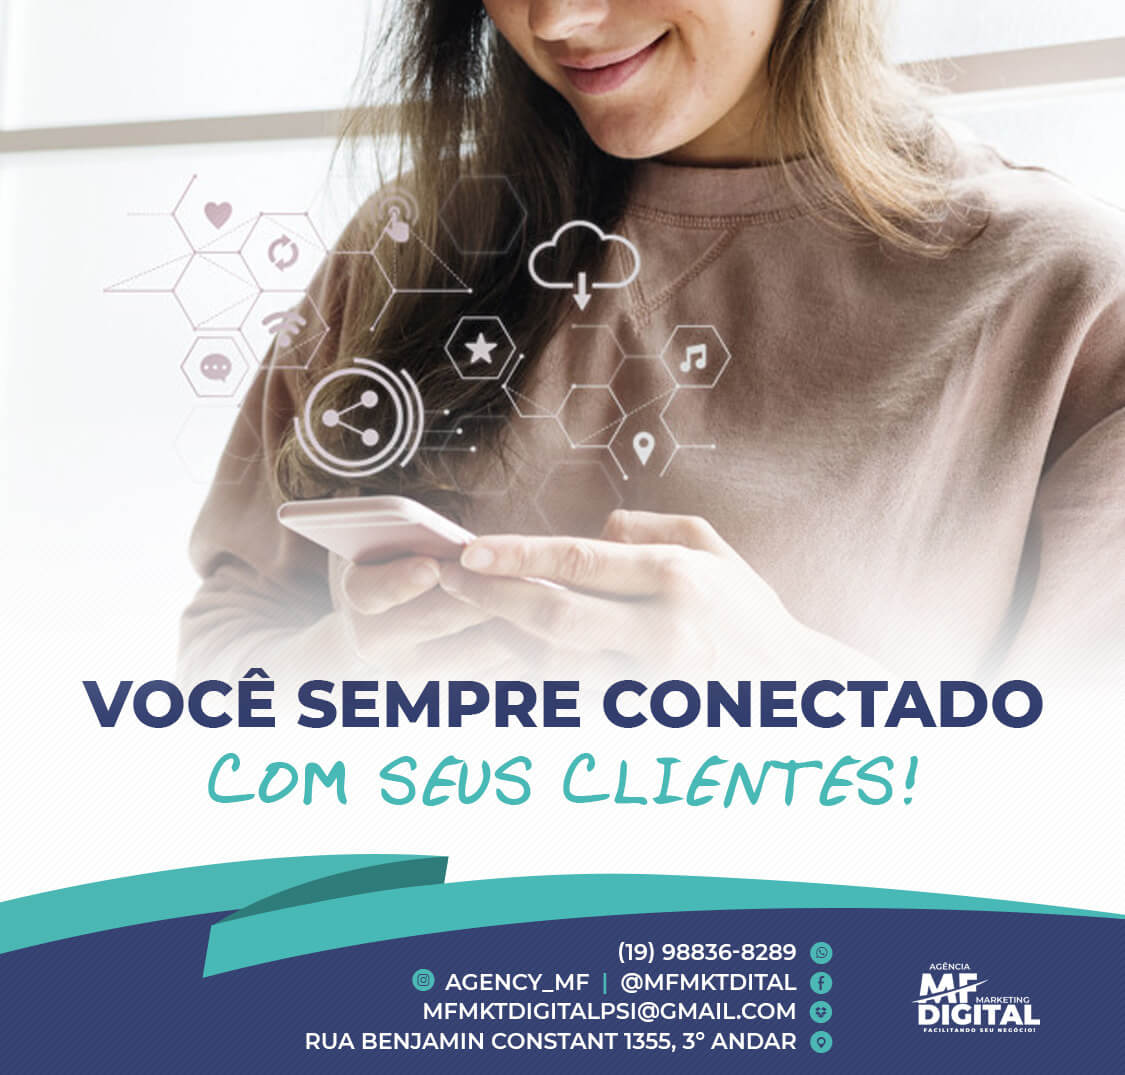 VOCÊ SEMPRE CONECTADO
COM SEUS CLIENTES!
(19) 98836-8289
AGENCY_MF | @MFMKTDITAL
MFMKTDIGITALPSI@GMAIL.COM
RUA BENJAMIN CONSTANT 1355, 3º ANDAR
AGÊNCIA
MF
MARKETING
DIGITAL
FACILITANDO SEU NEGÓCIO!